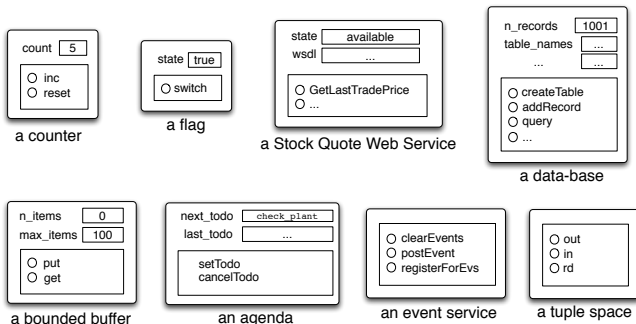 count 5
inc
reset
a counter
state true
switch
a flag
state available
wsdl ...
GetLastTradePrice
...
a Stock Quote Web Service
n_records 1001
table_names ...
... ...
createTable
addRecord
query
...
a data-base
n_items 0
max_items 100
put
get
a bounded buffer
next_todo check_plant
last_todo ...
setTodo
cancelTodo
an agenda
clearEvents
postEvent
registerForEvs
an event service
out
in
rd
a tuple space